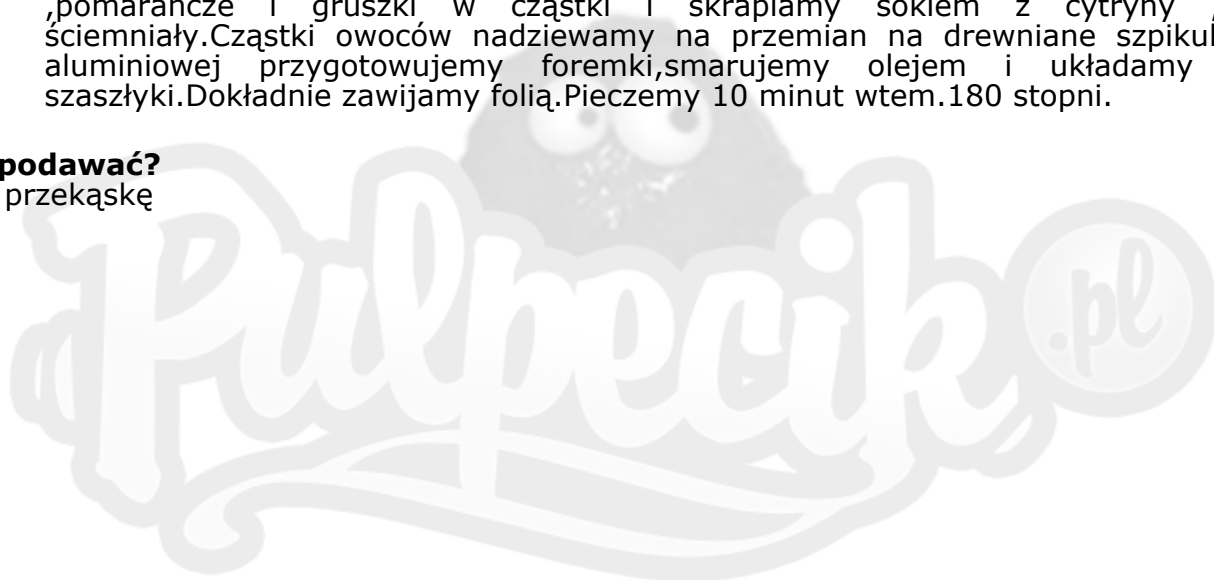 ,pomarańcze i gruszki w cząstki i skrapiamy sokiem z cytryny ,
ściemniały.Cząstki owoców nadziewamy na przemian na drewniane szpikul
aluminiowej przygotowujemy foremki,smarujemy olejem i układamy
szaszłyki.Dokładnie zawijamy folią.Pieczemy 10 minut wtem.180 stopni.
podawać?
przekąskę
Pulpecik.pl